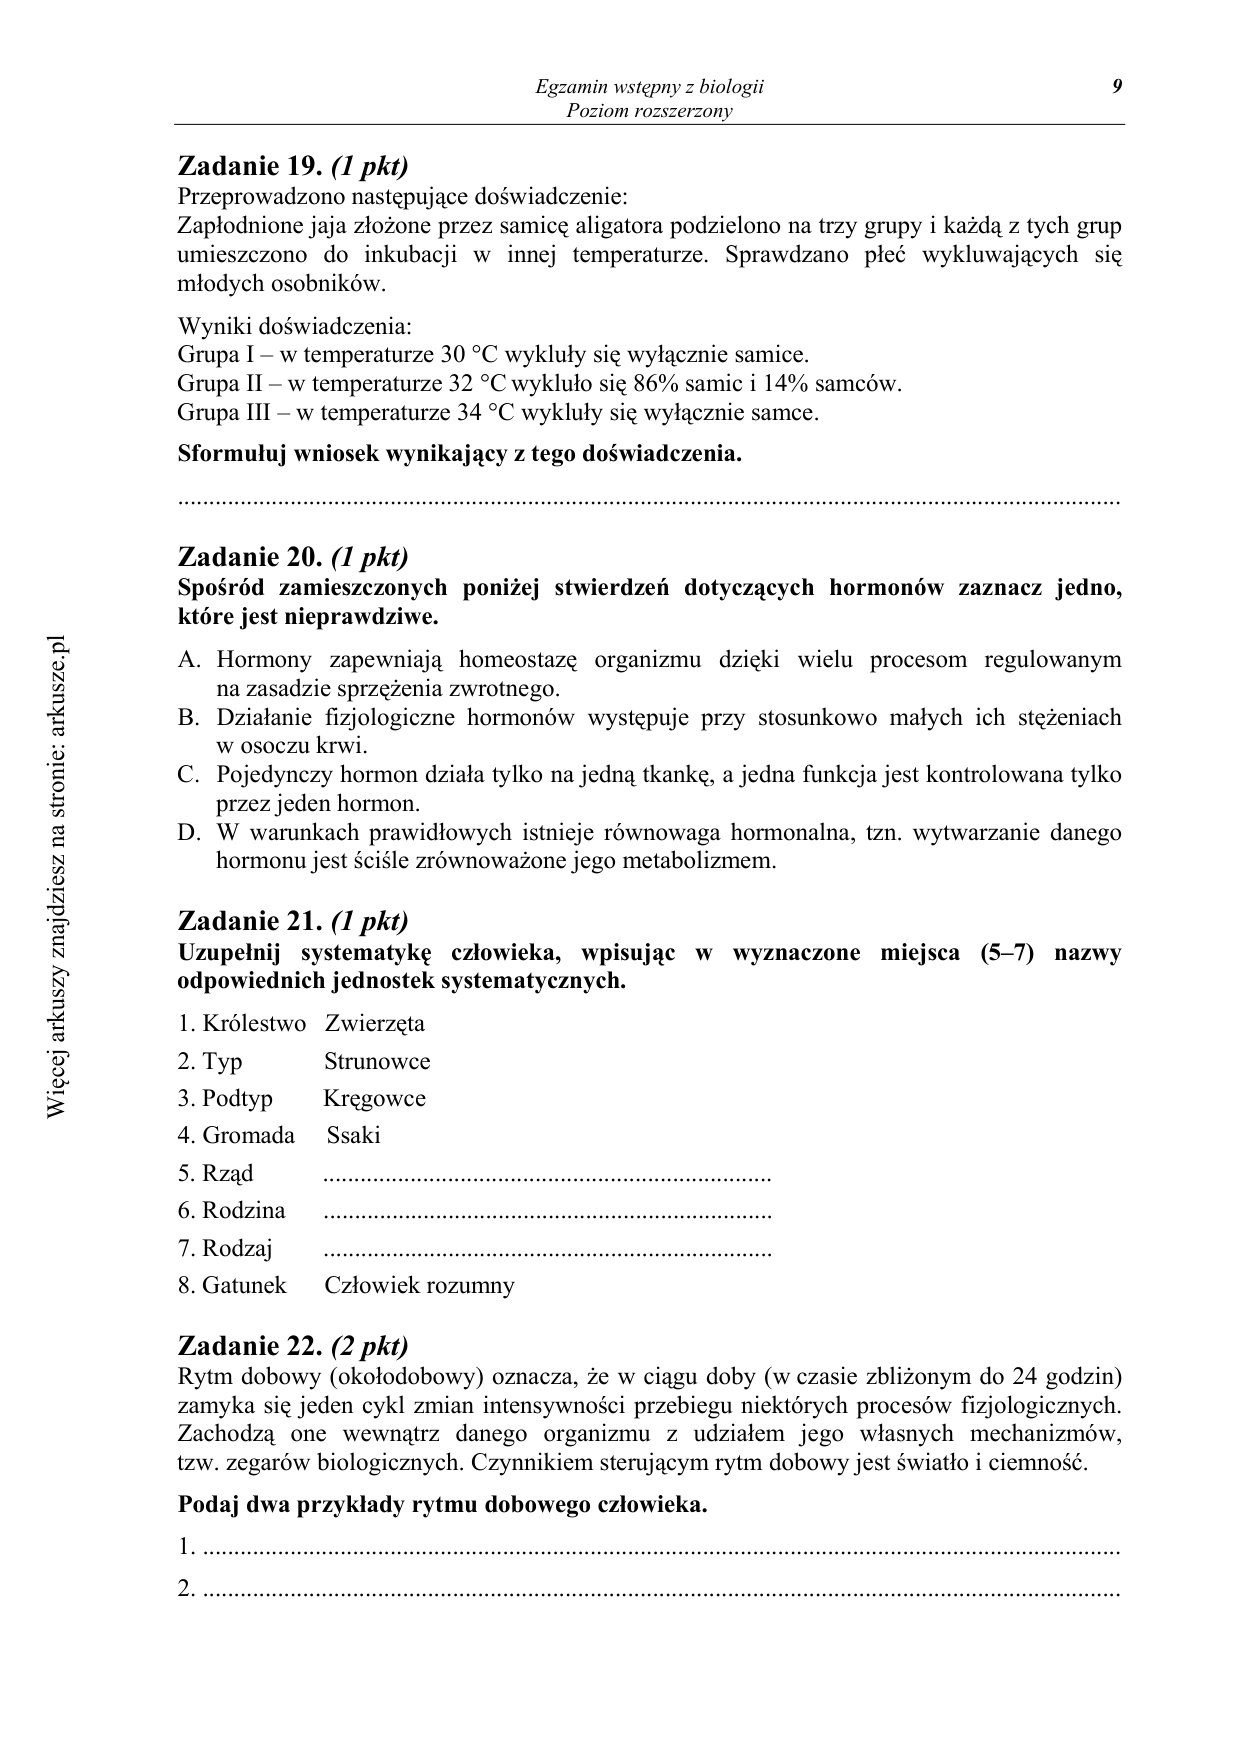 Egzamin wstępny z biologii
Poziom rozszerzony
9
Zadanie 19. (1 pkt)
Przeprowadzono następujące doświadczenie:
Zapłodnione jaja złożone przez samicę aligatora podzielono na trzy grupy i każdą z tych grup
umieszczono do inkubacji w innej temperaturze. Sprawdzano płeć wykluwających się
młodych osobników.
Wyniki doświadczenia:
Grupa I – w temperaturze 30 °C wykluły się wyłącznie samice.
Grupa II – w temperaturze 32 °C wykluło się 86% samic i 14% samców.
Grupa III – w temperaturze 34 °C wykluły się wyłącznie samce.
Sformułuj wniosek wynikający z tego doświadczenia.
.......................................................................................................................................................
Zadanie 20. (1 pkt)
Spośród zamieszczonych poniżej stwierdzeń dotyczących hormonów zaznacz jedno,
które jest nieprawdziwe.
A. Hormony zapewniają homeostazę organizmu dzięki wielu procesom regulowanym
na zasadzie sprzężenia zwrotnego.
B. Działanie fizjologiczne hormonów występuje przy stosunkowo małych ich stężeniach
w osoczu krwi.
C. Pojedynczy hormon działa tylko na jedną tkankę, a jedna funkcja jest kontrolowana tylko
przez jeden hormon.
D. W warunkach prawidłowych istnieje równowaga hormonalna, tzn. wytwarzanie danego
hormonu jest ściśle zrównoważone jego metabolizmem.
Zadanie 21. (1 pkt)
Uzupełnij systematykę człowieka, wpisując w wyznaczone miejsca (5–7) nazwy
odpowiednich jednostek systematycznych.
1. Królestwo Zwierzęta
2. Typ Strunowce
3. Podtyp Kręgowce
4. Gromada Ssaki
5. Rząd ........................................................................
6. Rodzina ........................................................................
7. Rodzaj ........................................................................
8. Gatunek Człowiek rozumny
Zadanie 22. (2 pkt)
Rytm dobowy (okołodobowy) oznacza, że w ciągu doby (w czasie zbliżonym do 24 godzin)
zamyka się jeden cykl zmian intensywności przebiegu niektórych procesów fizjologicznych.
Zachodzą one wewnątrz danego organizmu z udziałem jego własnych mechanizmów,
tzw. zegarów biologicznych. Czynnikiem sterującym rytm dobowy jest światło i ciemność.
Podaj dwa przykłady rytmu dobowego człowieka.
1. ...................................................................................................................................................
2. ...................................................................................................................................................
Więcej arkuszy znajdziesz na stronie: arkusze.pl